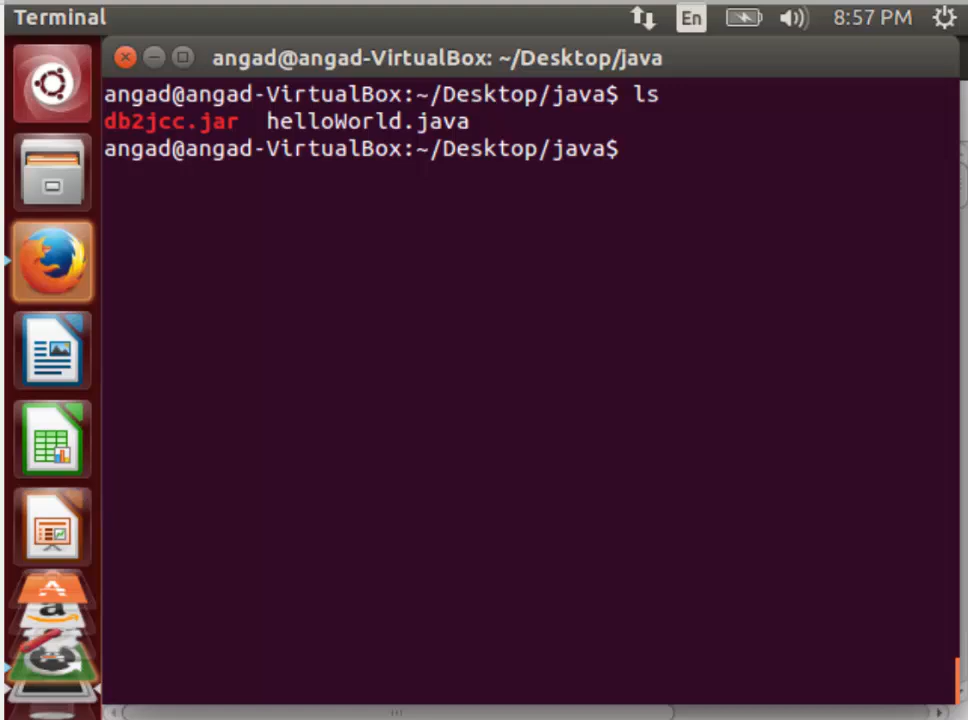 Terminal
En
8:57 PM
angad@angad-VirtualBox: ~/Desktop/java
angad@angad-VirtualBox:~/Desktop/java$ ls
db2jcc.jar helloWorld.java
angad@angad-VirtualBox:~/Desktop/java$